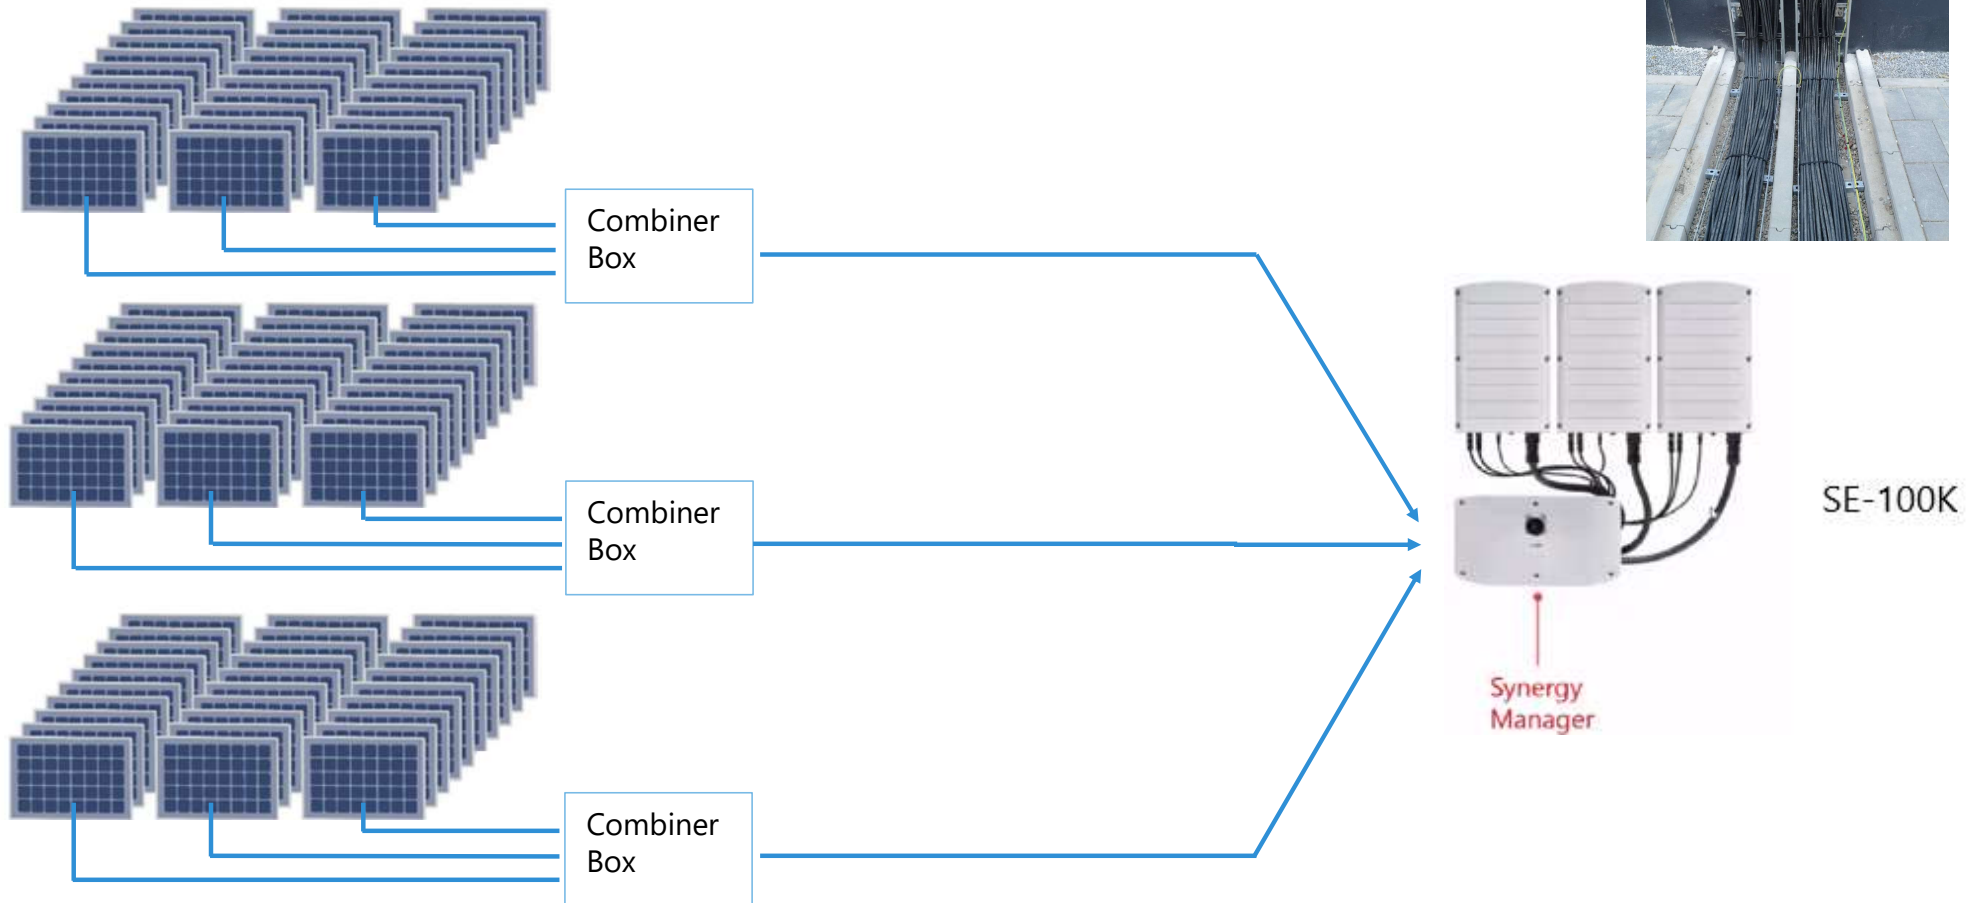 Combiner
Box
Combiner
Box
SE-100K
Synergy
Manager
Combiner
Box